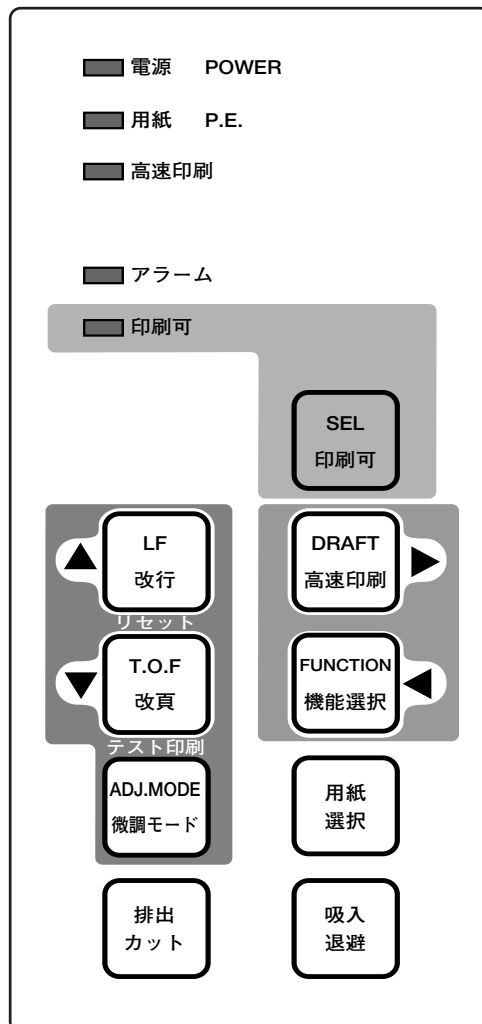 電源 POWER
用紙 P.E.
高速印刷
アラーム
印刷可
SEL
印刷可
LF
改行
リセット
DRAFT
高速印刷
T.O.F
改頁
テスト印刷
FUNCTION
機能選択
ADJ.MODE
微調モード
用紙
選択
排出
カット
吸入
退避